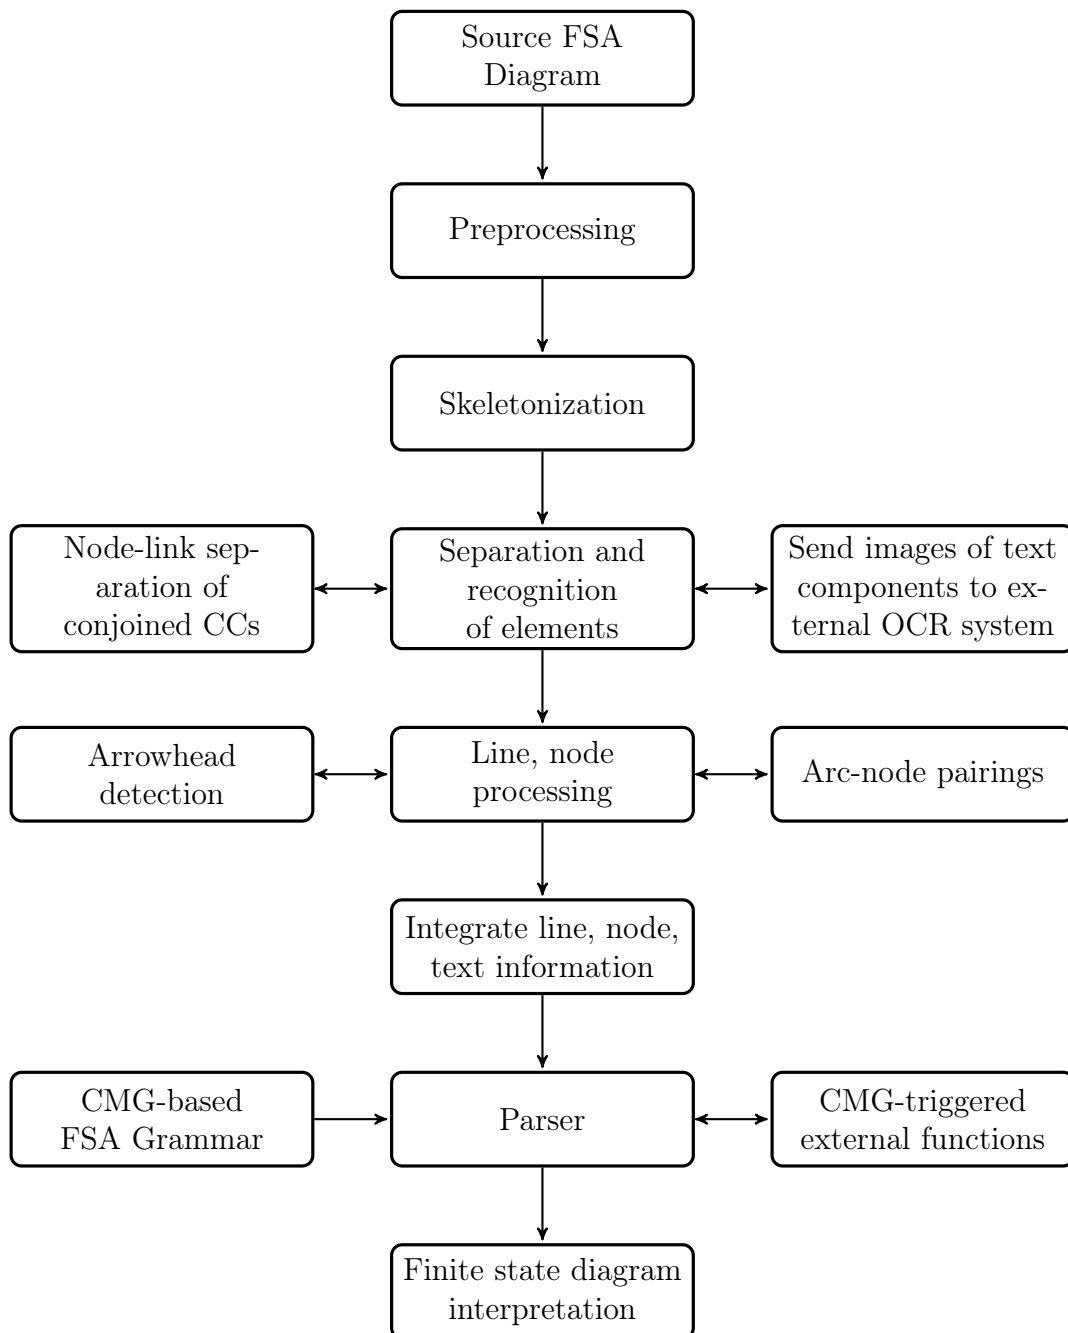 Source FSA
Diagram
Preprocessing
Skeletonization
Node-link sep-
aration of
conjoined CCs
Separation and
recognition
of elements
Send images of text
components to ex-
ternal OCR system
Arrowhead
detection
Line, node
processing
Arc-node pairings
Integrate line, node,
text information
CMG-based
FSA Grammar
Parser
CMG-triggered
external functions
Finite state diagram
interpretation